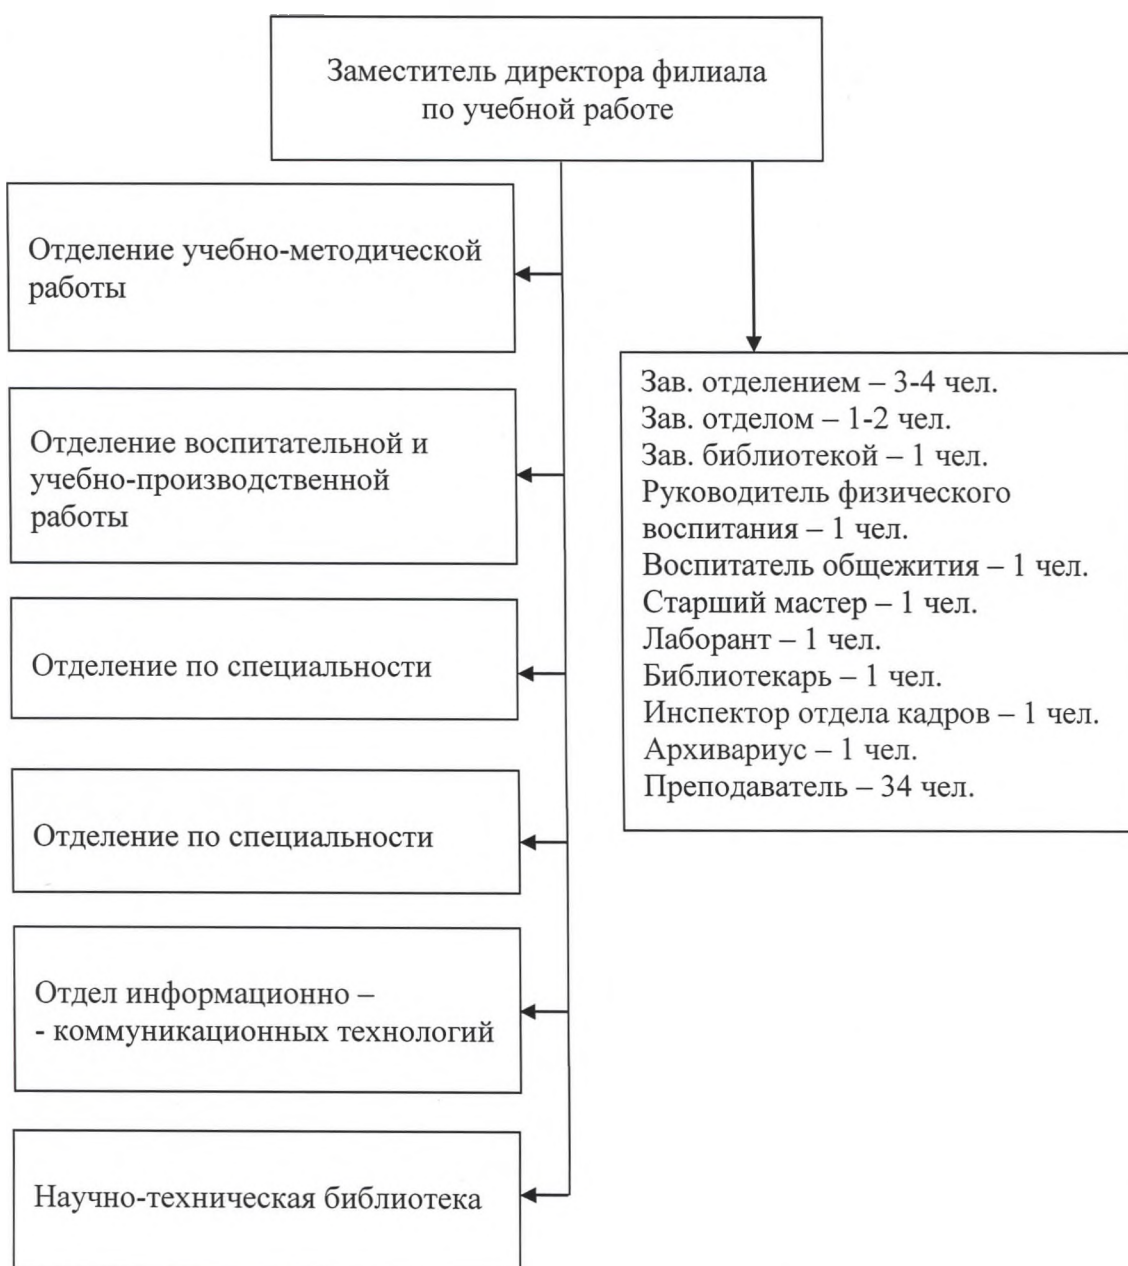 Заместитель директора филиала
по учебной работе
Отделение учебно-методической
работы
Отделение воспитательной и
учебно-производственной
работы
Отделение по специальности
Отделение по специальности
Отдел информационно –
- коммуникационных технологий
Научно-техническая библиотека
Зав. отделением – 3-4 чел.
Зав. отделом – 1-2 чел.
Зав. библиотекой – 1 чел.
Руководитель физического
воспитания – 1 чел.
Воспитатель общежития – 1 чел.
Старший мастер – 1 чел.
Лаборант – 1 чел.
Библиотекарь – 1 чел.
Инспектор отдела кадров – 1 чел.
Архивариус – 1 чел.
Преподаватель – 34 чел.